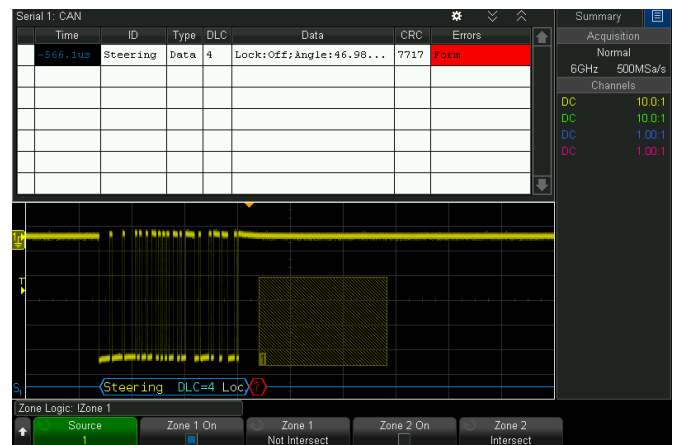 Serial 1: CAN
Summary
Time ID Type DLC Data CRC Errors
-566.1us Steering Data 4 Lock:Off;Angle:46.98... 7717 Form
Acquisition
Normal
6GHz 500MSa/s
Channels
DC 10.0:1
DC 10.0:1
DC 1.00:1
DC 1.00:1
T
1
S1 Steering DLC=4 Loc ?
Zone Logic: !Zone 1
Source Zone 1 On Zone 1 Zone 2 On Zone 2
1 Not Intersect Intersect